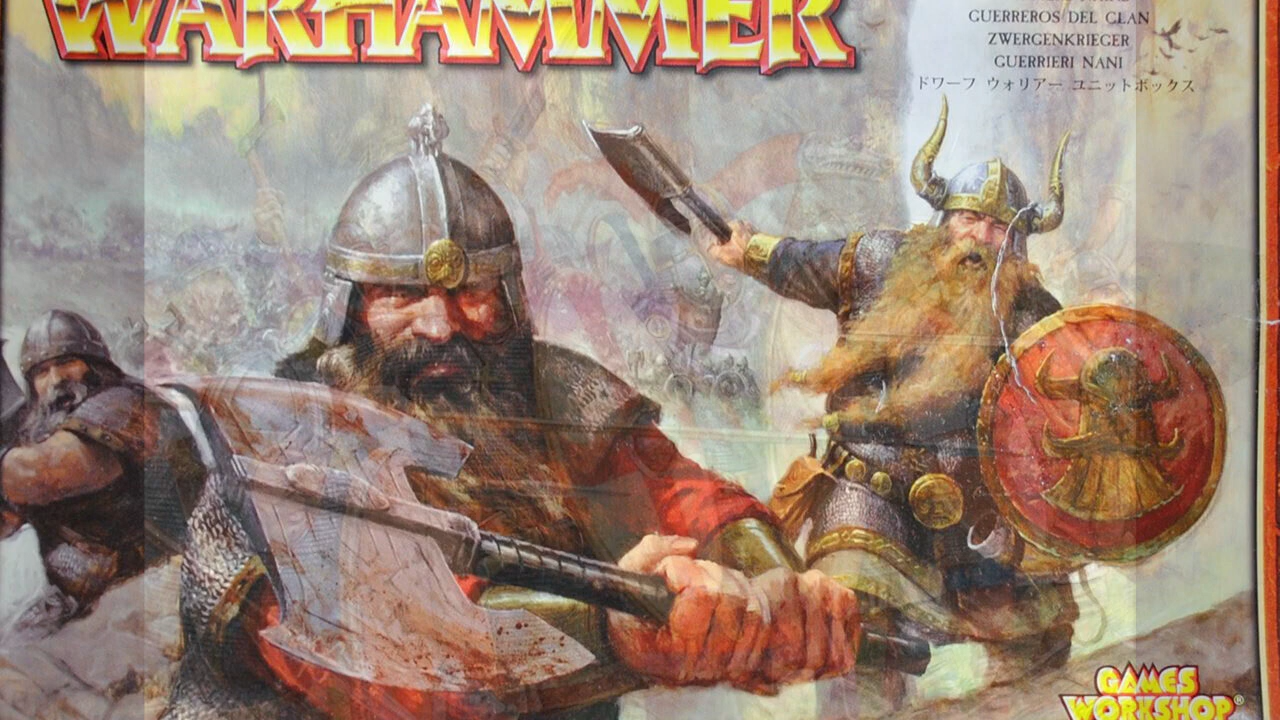 WARHAMMER
GUERREROS DEL CLAN
ZWERGENKRIEGER
GUERRIERI NANI
ドワーフ ウォリアー ユニットボックス
GAMES
WORKSHOP®